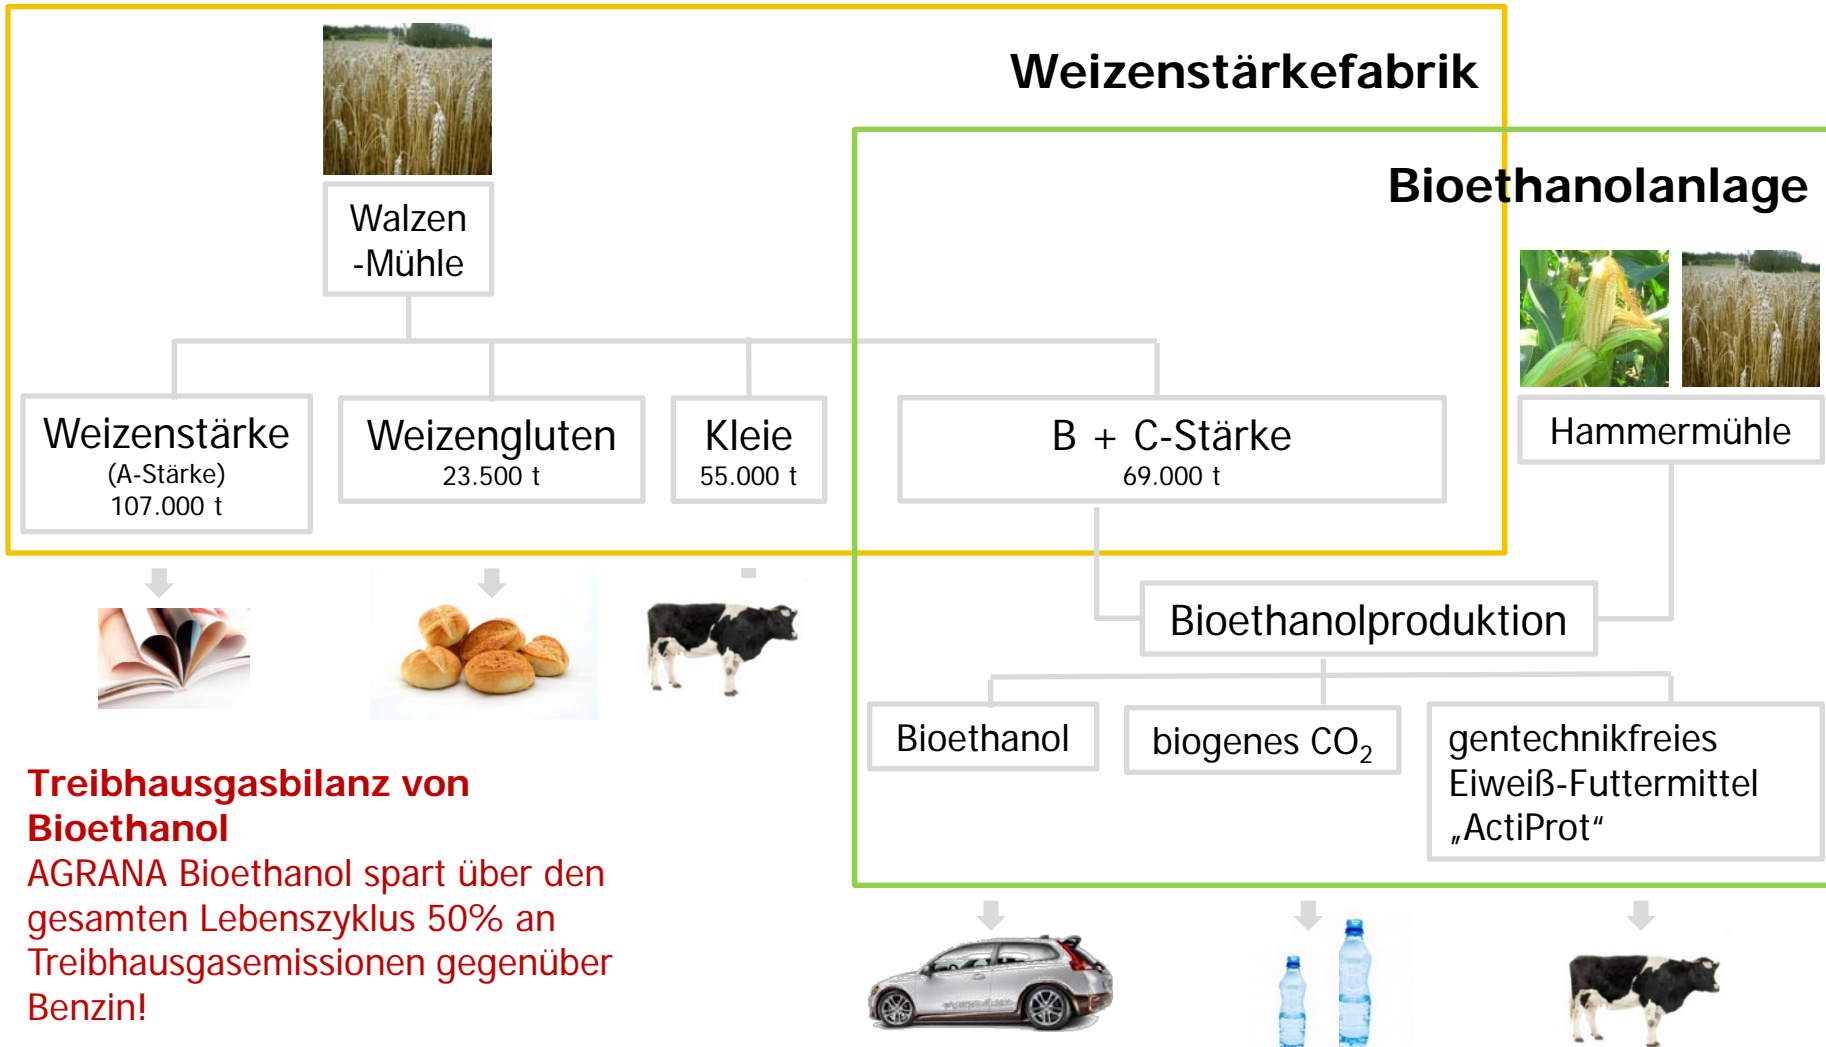 Weizenstärkefabrik
Bioethanolanlage
Walzen
-Mühle
Weizenstärke
(A-Stärke)
107.000 t
Weizengluten
23.500 t
Kleie
55.000 t
B + C-Stärke
69.000 t
Hammermühle
Bioethanolproduktion
Bioethanol
biogenes CO₂
gentechnikfreies
Eiweiß-Futtermittel
„ActiProt“
Treibhausgasbilanz von
Bioethanol
AGRANA Bioethanol spart über den
gesamten Lebenszyklus 50% an
Treibhausgasemissionen gegenüber
Benzin!